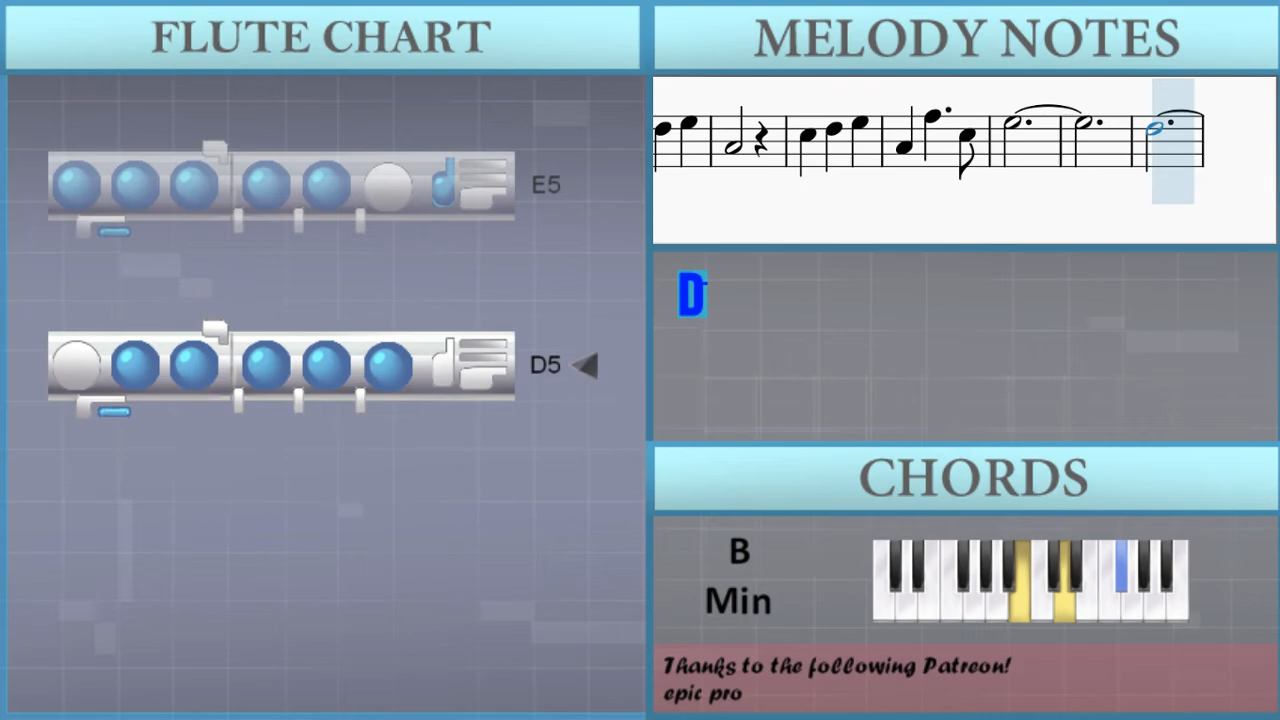 FLUTE CHART
E5
D5
MELODY NOTES
D
CHORDS
B
Min
Thanks to the following Patreon!
epic pro